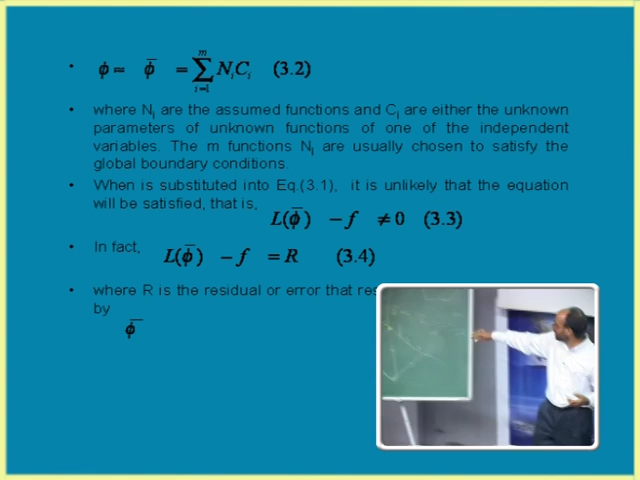 • ϕ ≈ ϕ̅ = ∑_{i=1}^{m} N_i C_i (3.2)
• where N_i are the assumed functions and C_i are either the unknown
parameters of unknown functions of one of the independent
variables. The m functions N_i are usually chosen to satisfy the
global boundary conditions.
• When is substituted into Eq.(3.1), it is unlikely that the equation
will be satisfied, that is,
L(ϕ̅) – f ≠ 0 (3.3)
• In fact,
L(ϕ̅) – f = R (3.4)
• where R is the residual or error that
by
ϕ̅